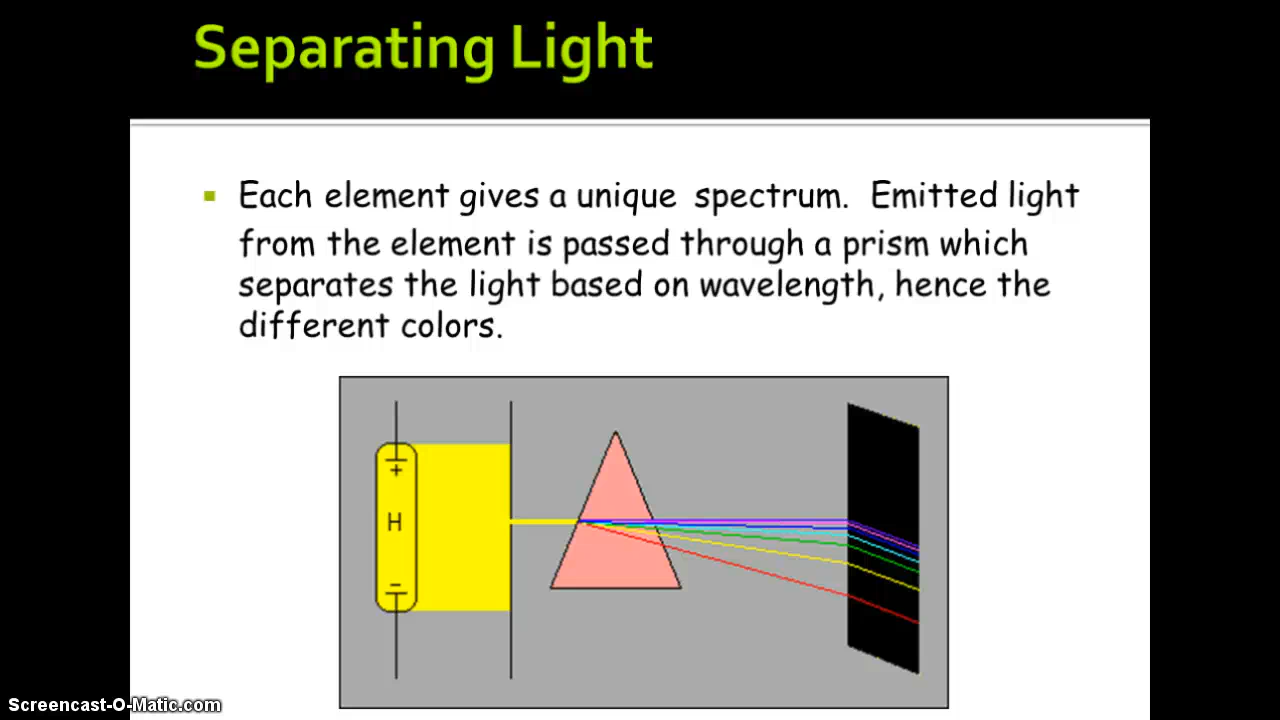 Separating Light
Each element gives a unique spectrum. Emitted light
from the element is passed through a prism which
separates the light based on wavelength, hence the
different colors.
+
H
−
Screencast-O-Matic.com